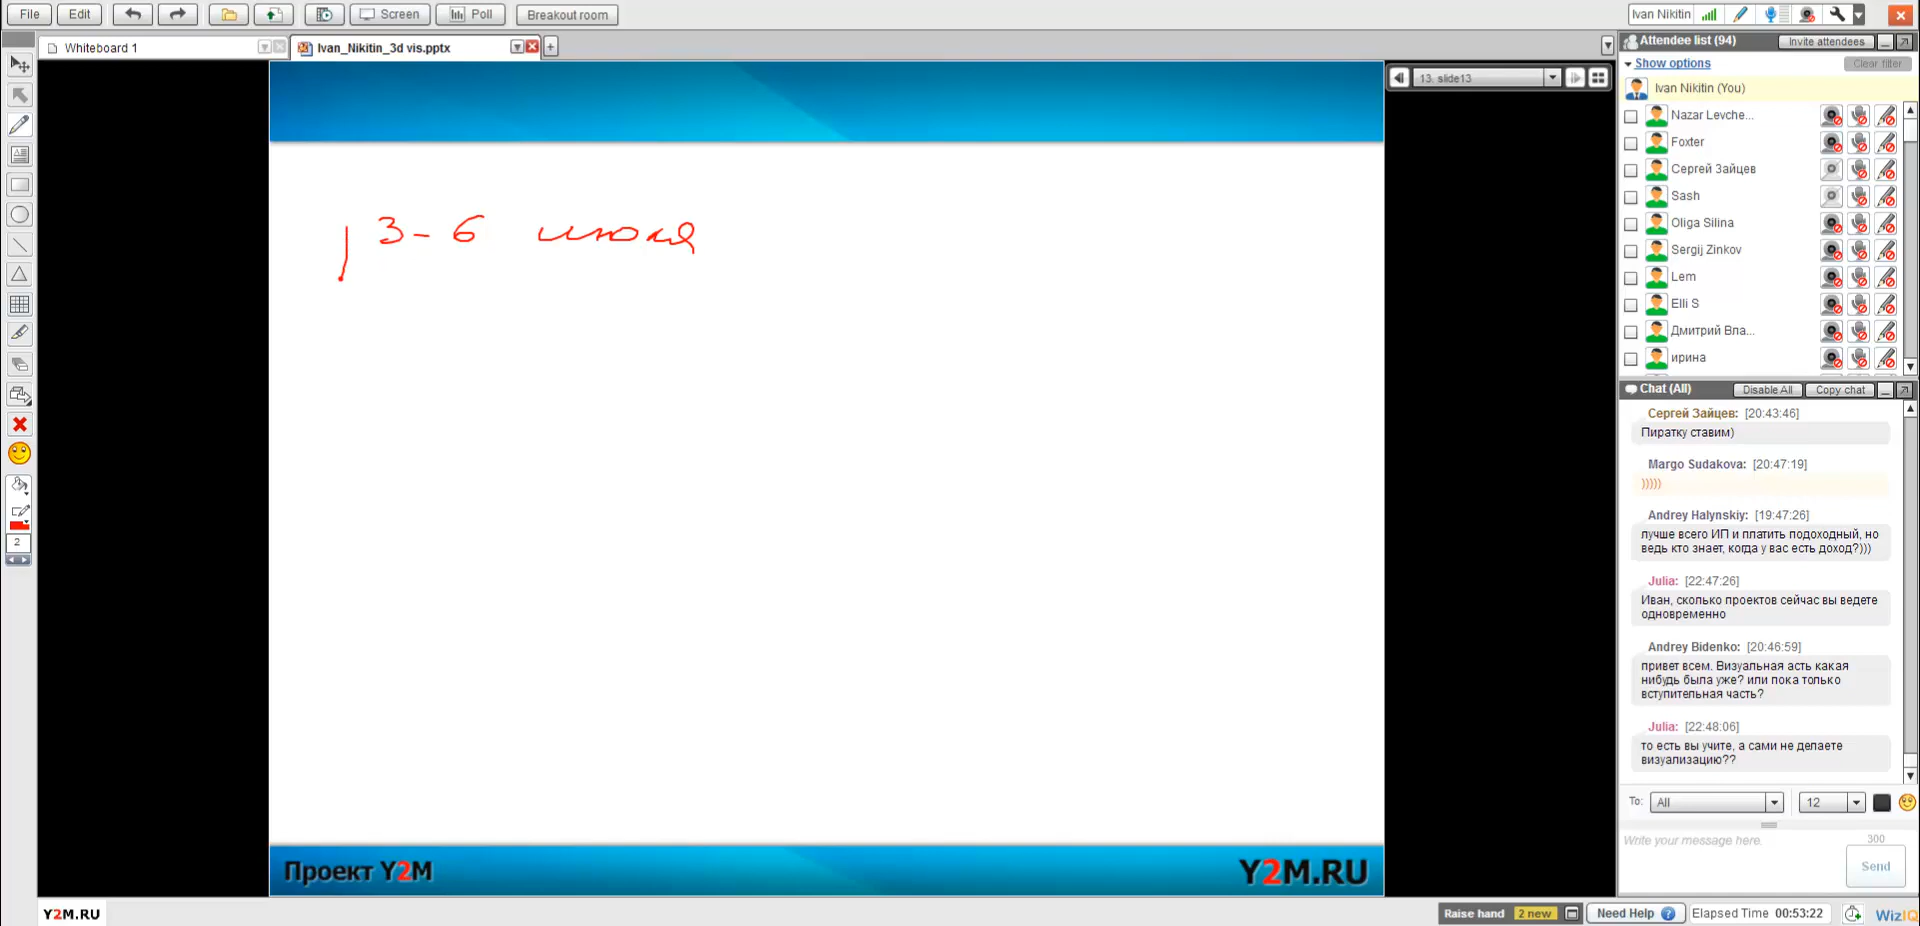 File Edit Screen Poll Breakout room Ivan Nikitin
Whiteboard 1 Ivan_Nikitin_3d vis.pptx
13. slide13
3-6 июля
Проект Y2M Y2M.RU
Y2M.RU
Attendee list (94) Invite attendees
Show options Clear filter
Ivan Nikitin (You)
Nazar Levche...
Foxter
Сергей Зайцев
Sash
Oliga Silina
Sergij Zinkov
Lem
Elli S
Дмитрий Вла...
ирина
Chat (All) Disable All Copy chat
Сергей Зайцев: [20:43:46]
Пиратку ставим)
Margo Sudakova: [20:47:19]
)))))
Andrey Halynskiy: [19:47:26]
лучше всего ИП и платить подоходный, но
ведь кто знает, когда у вас есть доход?)))
Julia: [22:47:26]
Иван, сколько проектов сейчас вы ведете
одновременно
Andrey Bidenko: [20:46:59]
привет всем. Визуальная асть какая
нибудь была уже? или пока только
вступительная часть?
Julia: [22:48:06]
то есть вы учите, а сами не делаете
визуализацию??
To: All 12
Write your message here. 300
Send
2
Raise hand 2 new Need Help ? Elapsed Time 00:53:22 WizIQ